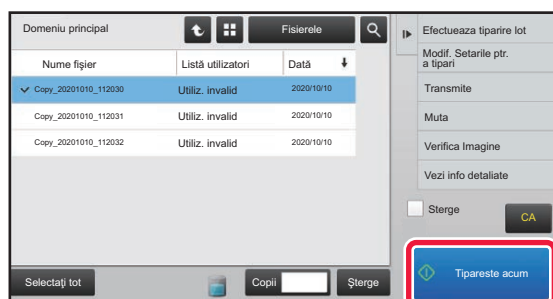 Domeniu principal
Fisierele
Nume fişier
Listă utilizatori
Dată
Copy_20201010_112030
Utiliz. invalid
2020/10/10
Copy_20201010_112031
Utiliz. invalid
2020/10/10
Copy_20201010_112032
Utiliz. invalid
2020/10/10
Selectaţi tot
Copii
Şterge
Efectueaza tiparire lot
Modif. Setarile ptr.
a tipari
Transmite
Muta
Verifica Imagine
Vezi info detaliate
Sterge
CA
Tipareste acum